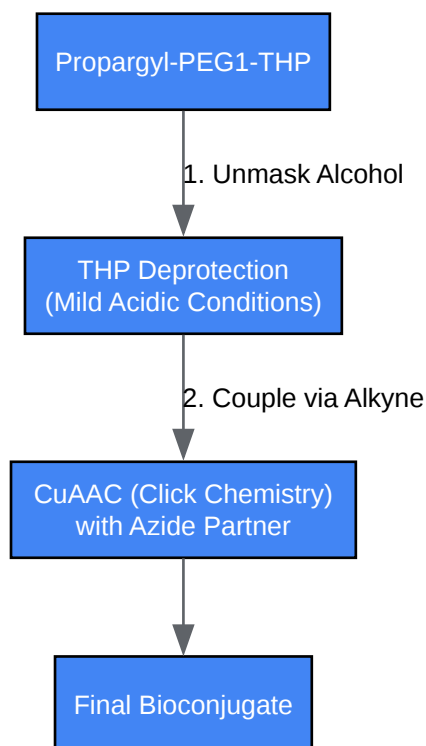 Propargyl-PEG1-THP
1. Unmask Alcohol
THP Deprotection
(Mild Acidic Conditions)
2. Couple via Alkyne
CuAAC (Click Chemistry)
with Azide Partner
Final Bioconjugate